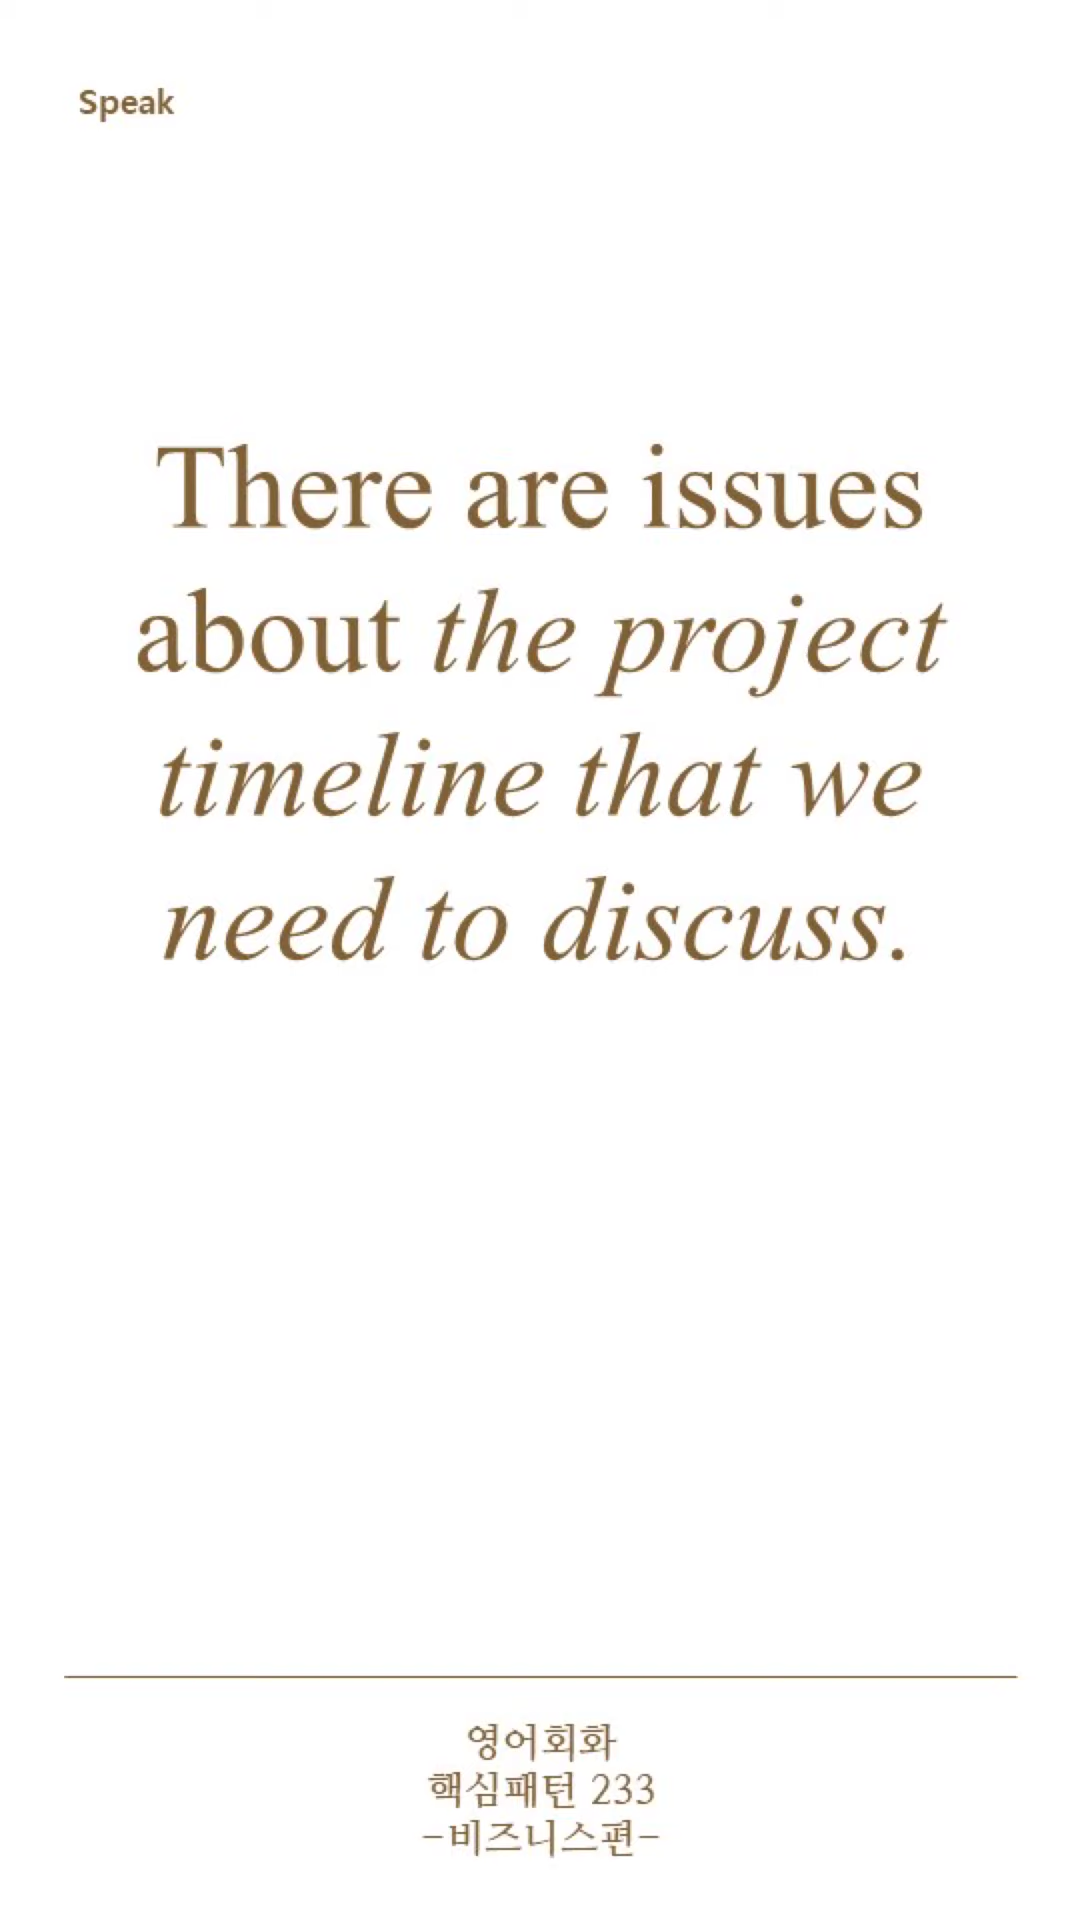 Speak
There are issues
about the project
timeline that we
need to discuss.
영어회화
핵심패턴 233
-비즈니스편-